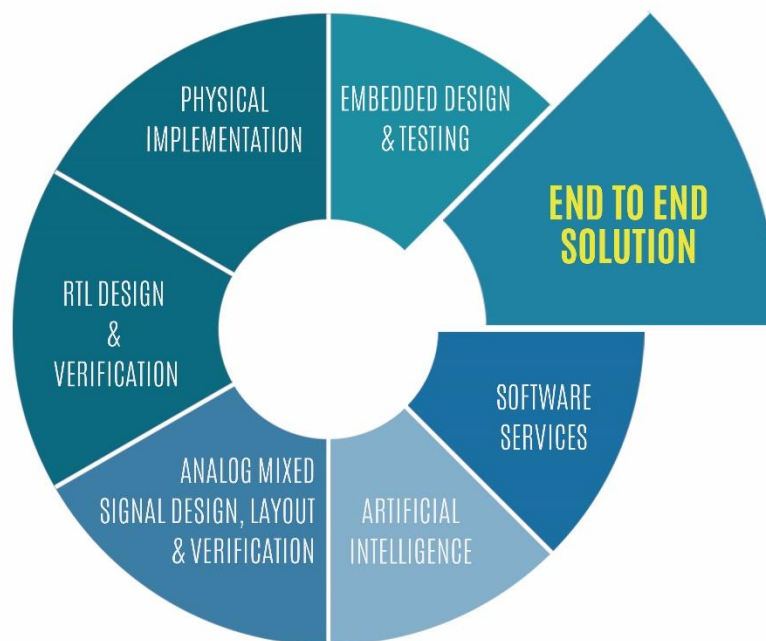 PHYSICAL
IMPLEMENTATION
EMBEDDED DESIGN
& TESTING
END TO END
SOLUTION
RTL DESIGN
&
VERIFICATION
SOFTWARE
SERVICES
ANALOG MIXED
SIGNAL DESIGN, LAYOUT
& VERIFICATION
ARTIFICIAL
INTELLIGENCE